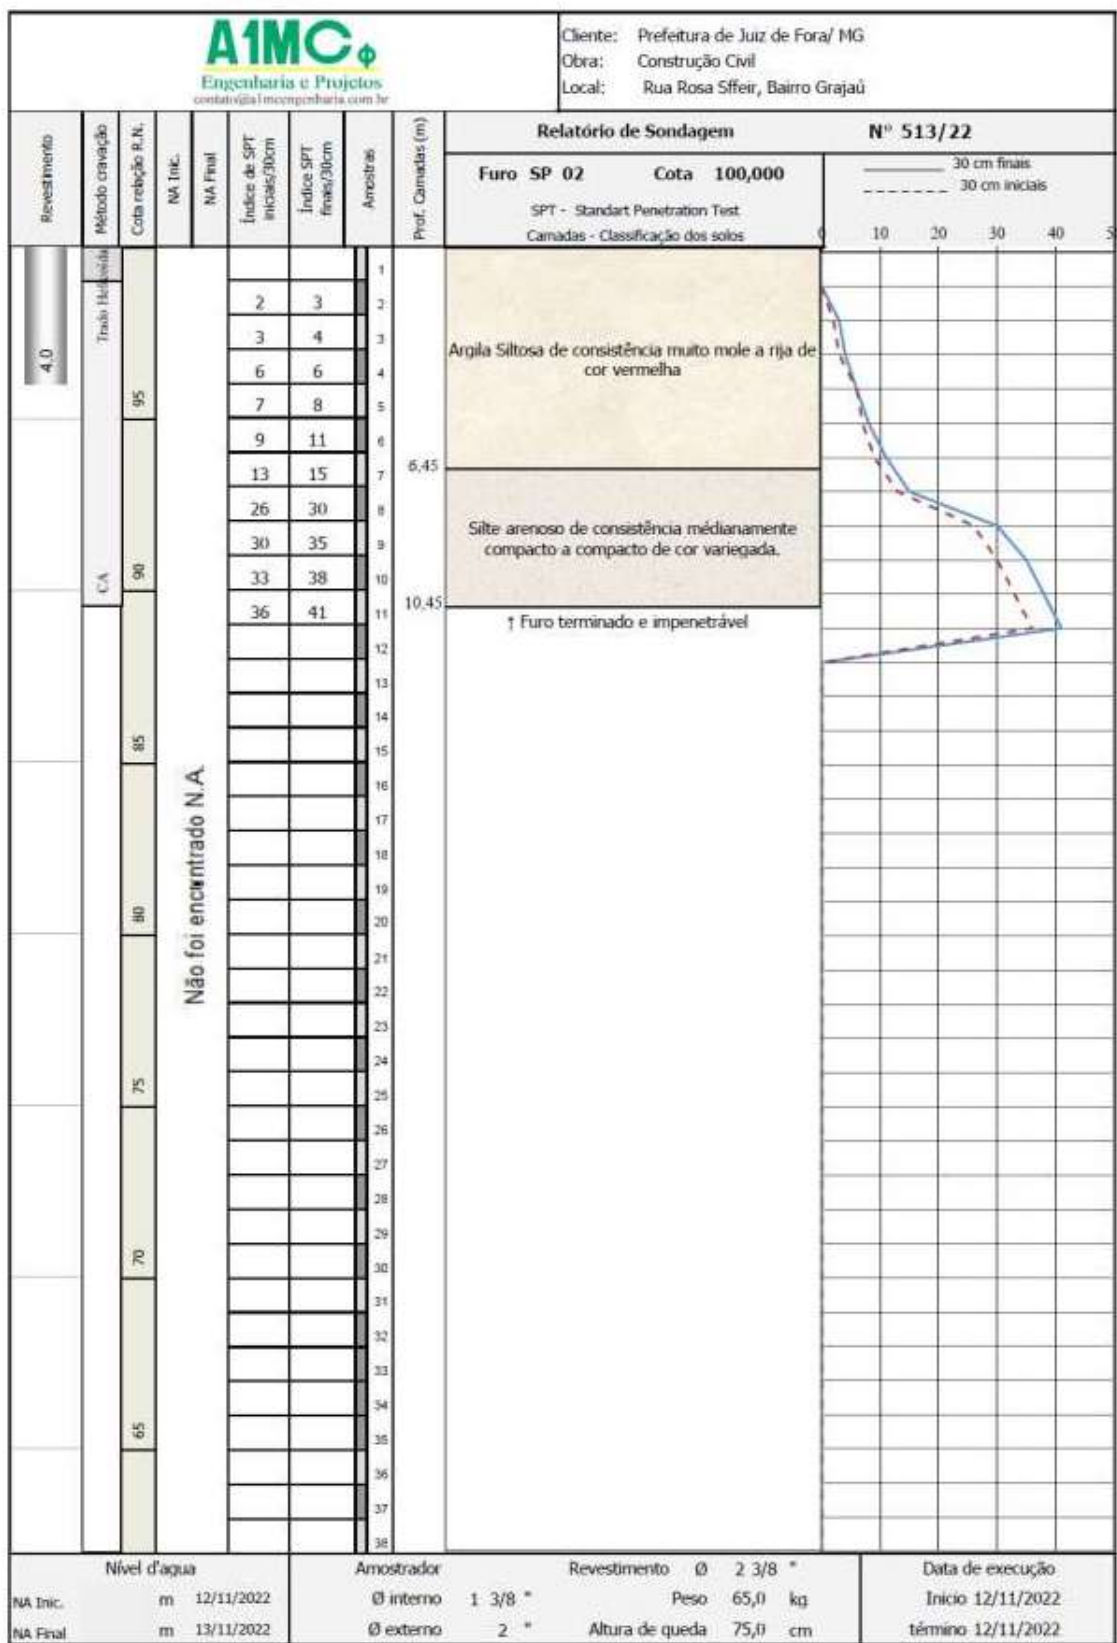 A1MC
Engenharia e Projetos
contato@a1mcengenharia.com.br
Cliente: Prefeitura de Juiz de Fora/ MG
Obra: Construção Civil
Local: Rua Rosa Sffeir, Bairro Grajaú
Revestimento
Método cravação
Cota relação R.N.
NA Inic.
NA Final
Índice de SPT iniciais/30cm
Índice SPT finais/30cm
Amostras
Prof. Camadas (m)
Relatório de Sondagem Nº 513/22
Furo SP 02 Cota 100,000
SPT - Standart Penetration Test
Camadas - Classificação dos solos
30 cm finais
30 cm iniciais
0 10 20 30 40 5
4.0
Trado Helicoida
CA
95
90
85
80
75
70
65
Não foi encontrado N.A.
1
2 3 2
3 4 3
6 6 4
7 8 5
9 11 6
13 15 7
26 30 8
30 35 9
33 38 10
36 41 11
12
13
14
15
16
17
18
19
20
21
22
23
24
25
26
27
28
29
30
31
32
33
34
35
36
37
38
6,45
10,45
Argila Siltosa de consistência muito mole a rija de
cor vermelha
Silte arenoso de consistência médianamente
compacto a compacto de cor variegada.
↑ Furo terminado e impenetrável
Nível d'agua
NA Inic. m 12/11/2022
NA Final m 13/11/2022
Amostrador
Ø interno 1 3/8 "
Ø externo 2 "
Revestimento Ø 2 3/8 "
Peso 65,0 kg
Altura de queda 75,0 cm
Data de execução
Inicio 12/11/2022
término 12/11/2022